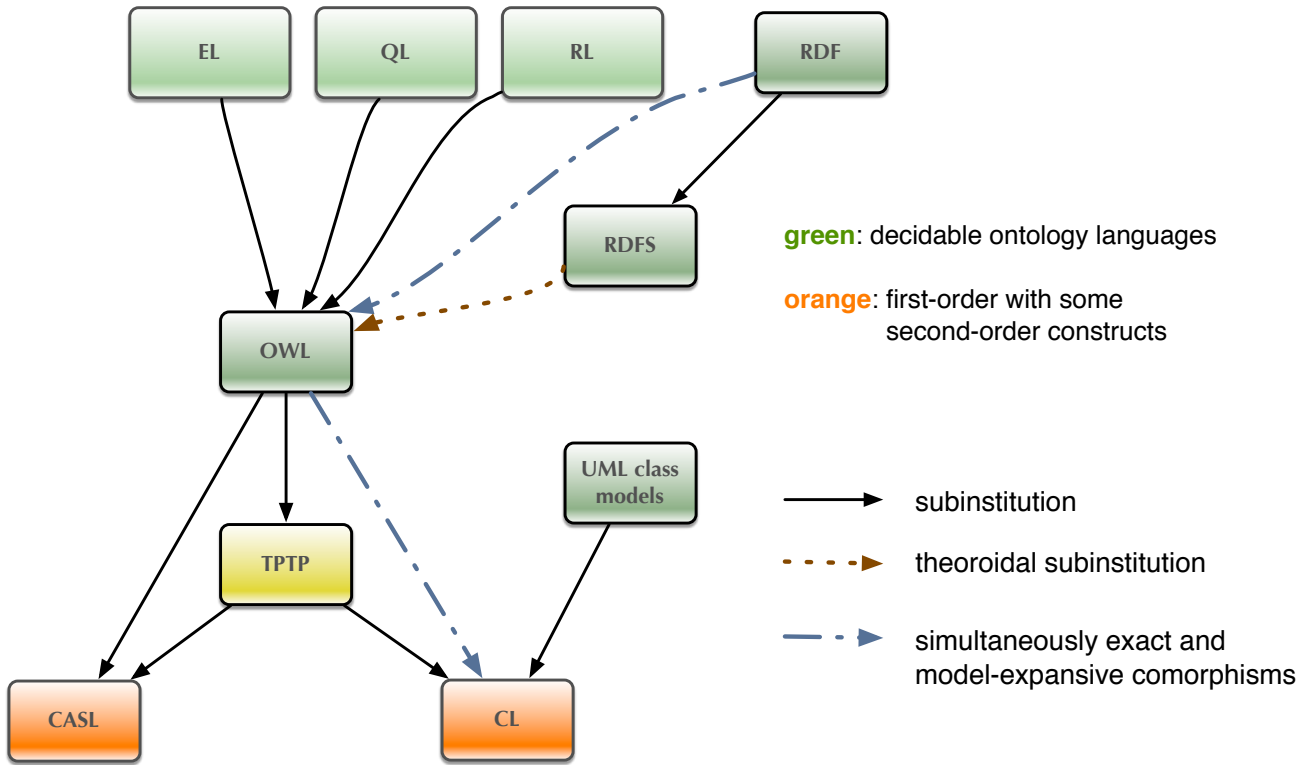 EL
QL
RL
RDF
RDFS
green: decidable ontology languages
orange: first-order with some
second-order constructs
OWL
UML class
models
subinstitution
TPTP
theoroidal subinstitution
simultaneously exact and
model-expansive comorphisms
CASL
CL